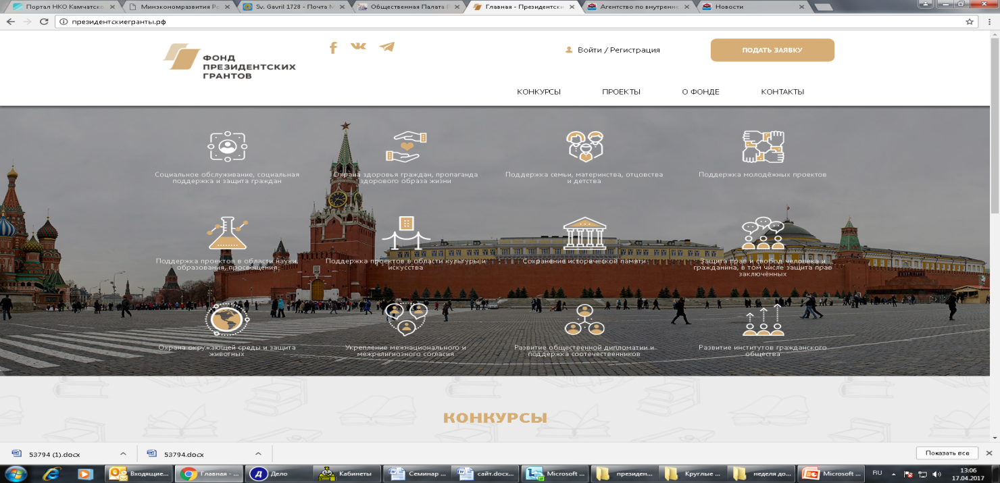 Портал НКО Камчатско
Минэкономразвития Ро
Sv. Gavril 1728 - Почта M
Общественная Палата Г
Главная - Президентски
Агентство по внутренне
Новости
президентскиегранты.рф
ФОНД
ПРЕЗИДЕНТСКИХ
ГРАНТОВ
Войти / Регистрация
ПОДАТЬ ЗАЯВКУ
КОНКУРСЫ
ПРОЕКТЫ
О ФОНДЕ
КОНТАКТЫ
Социальное обслуживание, социальная
поддержка и защита граждан
Охрана здоровья граждан, пропаганда
здорового образа жизни
Поддержка семьи, материнства, отцовства
и детства
Поддержка молодёжных проектов
Поддержка проектов в области науки,
образования, просвещения
Поддержка проектов в области культуры и
искусства
Сохранение исторической памяти
Защита прав и свобод человека и
гражданина, в том числе защита прав
заключённых
Охрана окружающей среды и защита
животных
Укрепление межнационального и
межрелигиозного согласия
Развитие общественной дипломатии и
поддержка соотечественников
Развитие институтов гражданского
общества
КОНКУРСЫ
53794 (1).docx
53794.docx
Показать все
Входящие...
Главная - ...
Дело
Кабинеты
Семинар ...
сайт.docx...
Microsoft ...
президен...
Круглые ...
неделя до...
Microsoft ...
RU
13:06
17.04.2017